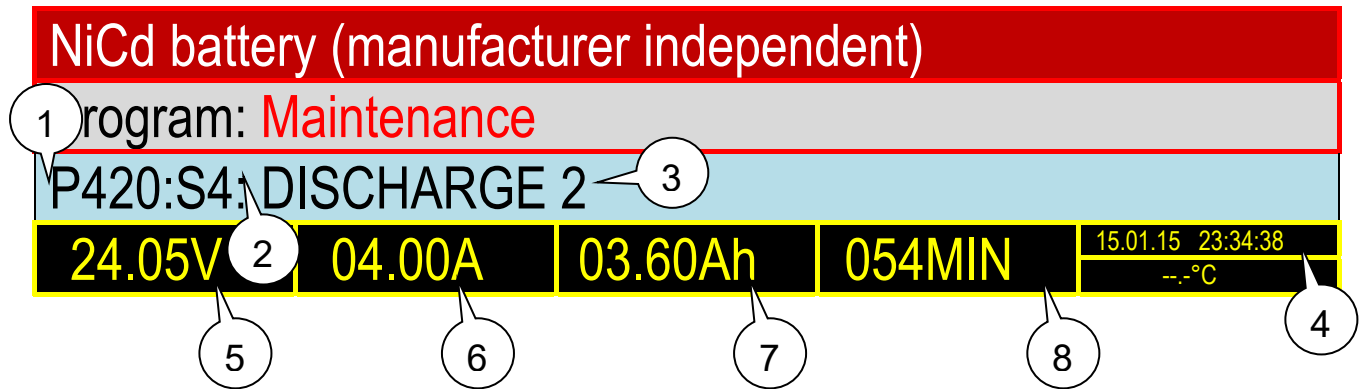 NiCd battery (manufacturer independent)
1 rogram: Maintenance
P420:S4: DISCHARGE 2 3
24.05V 2 04.00A 03.60Ah 054MIN 15.01.15 23:34:38
--.-°C
4
5 6 7 8